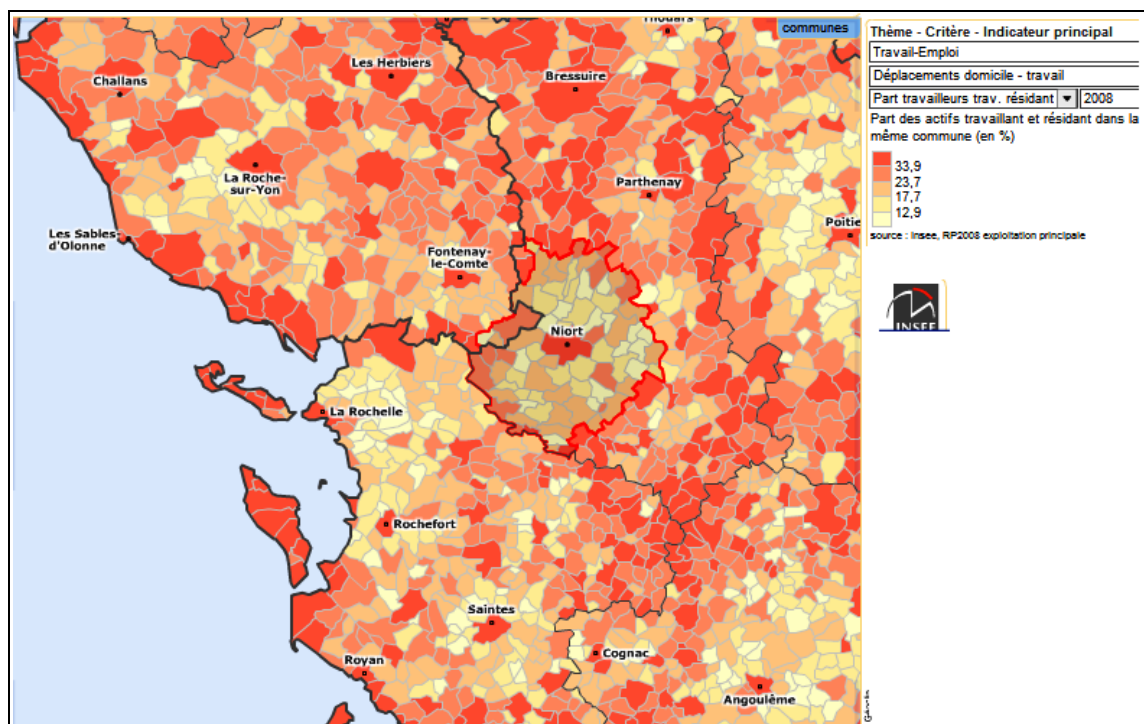 communes
Thouars
Les Herbiers
Bressuire
Challans
La Roche-
sur-Yon
Parthenay
Poitie
Les Sables-
d'Olonne
Fontenay-
le-Comte
Niort
La Rochelle
Rochefort
Saintes
Cognac
Royan
Angoulême
Thème - Critère - Indicateur principal
Travail-Emploi
Déplacements domicile - travail
Part travailleurs trav. résidant 2008
Part des actifs travaillant et résidant dans la
même commune (en %)
33,9
23,7
17,7
12,9
source : Insee, RP2008 exploitation principale
INSEE